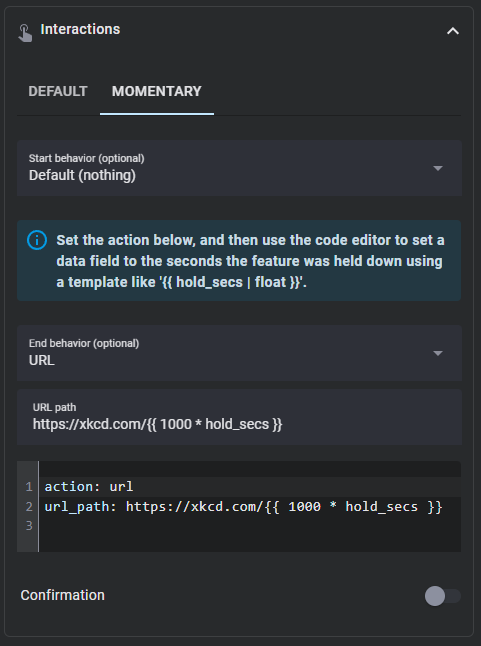 Interactions
DEFAULT MOMENTARY
Start behavior (optional)
Default (nothing)
Set the action below, and then use the code editor to set a
data field to the seconds the feature was held down using
a template like '{{ hold_secs | float }}'.
End behavior (optional)
URL
URL path
https://xkcd.com/{{ 1000 * hold_secs }}
1 action: url
2 url_path: https://xkcd.com/{{ 1000 * hold_secs }}
3
Confirmation